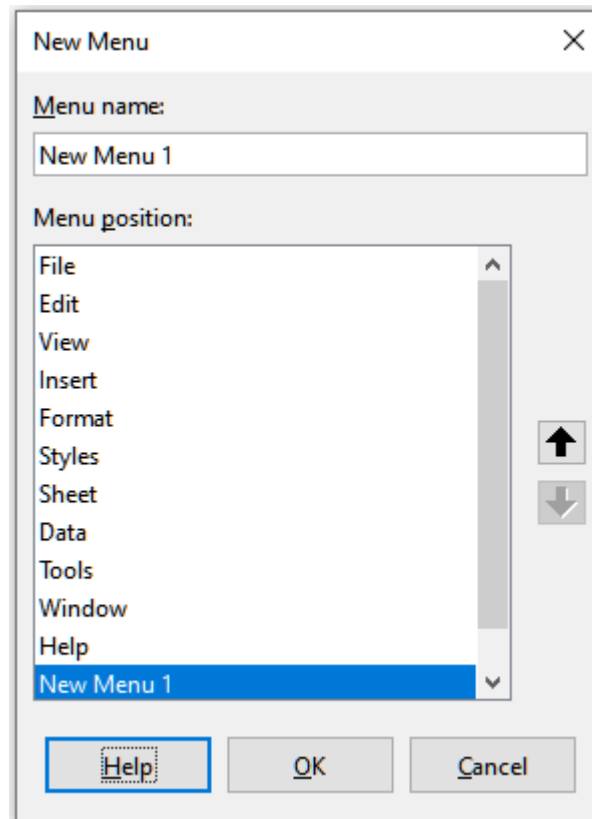 New Menu
Menu name:
New Menu 1
Menu position:
File
Edit
View
Insert
Format
Styles
Sheet
Data
Tools
Window
Help
New Menu 1
Help OK Cancel